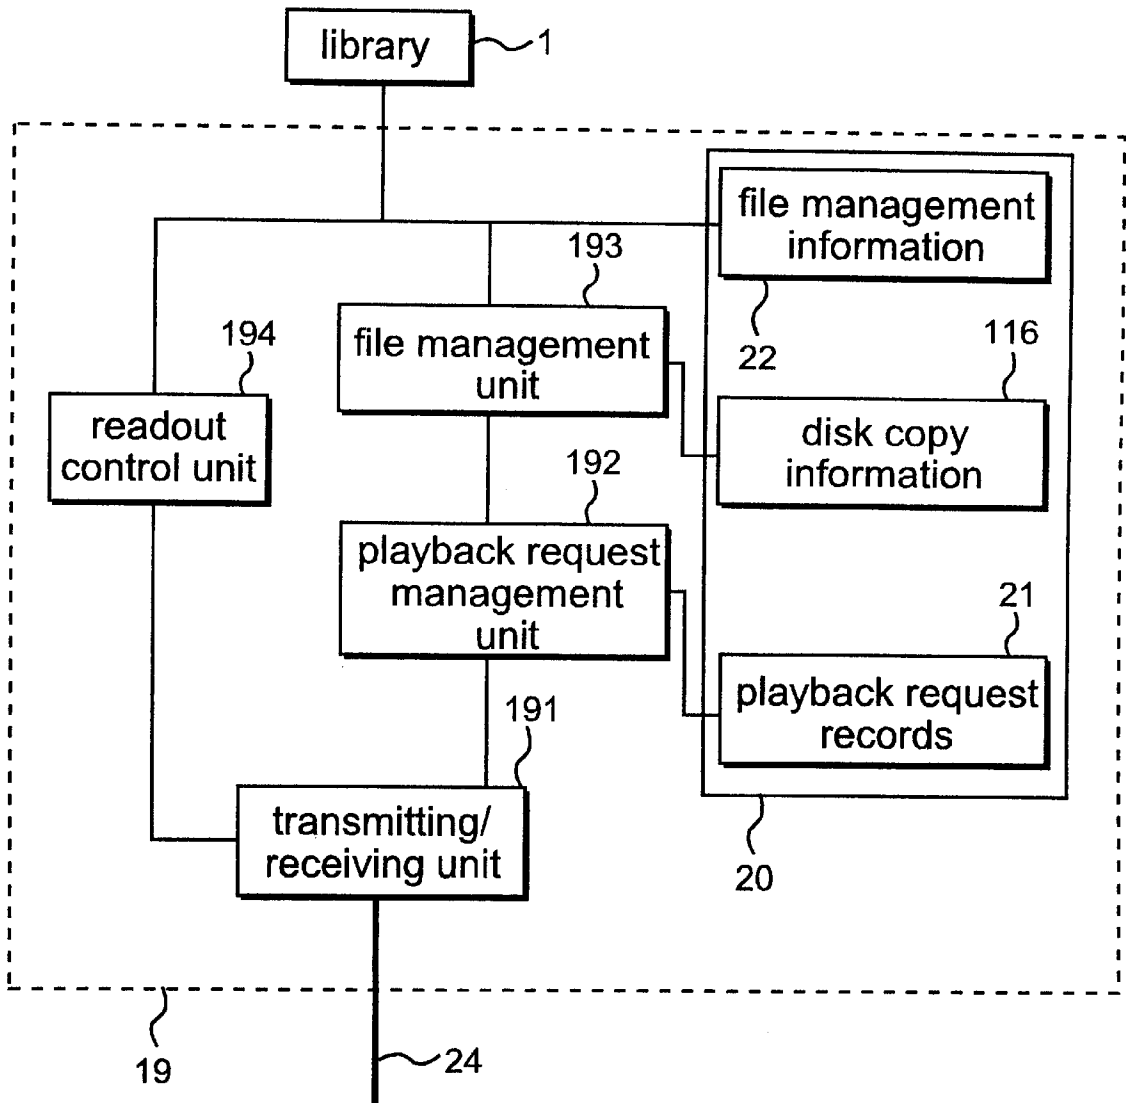 library
1
file management
information
22
193
file management
unit
194
readout
control unit
116
disk copy
information
192
playback request
management
unit
21
playback request
records
191
transmitting/
receiving unit
20
19
24